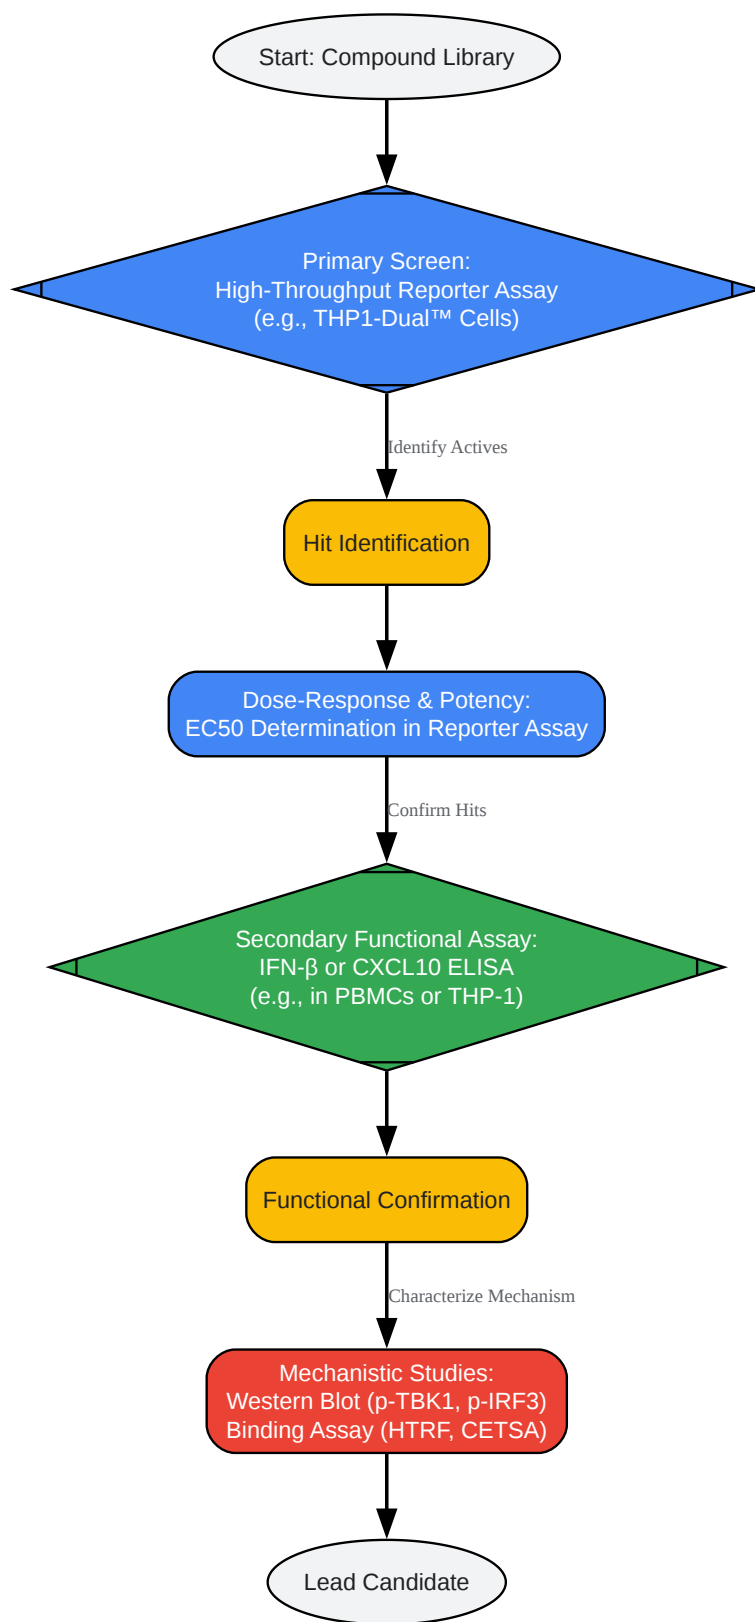 Start: Compound Library
Primary Screen:
High-Throughput Reporter Assay
(e.g., THP1-Dual™ Cells)
Identify Actives
Hit Identification
Dose-Response & Potency:
EC50 Determination in Reporter Assay
Confirm Hits
Secondary Functional Assay:
IFN-β or CXCL10 ELISA
(e.g., in PBMCs or THP-1)
Functional Confirmation
Characterize Mechanism
Mechanistic Studies:
Western Blot (p-TBK1, p-IRF3)
Binding Assay (HTRF, CETSA)
Lead Candidate